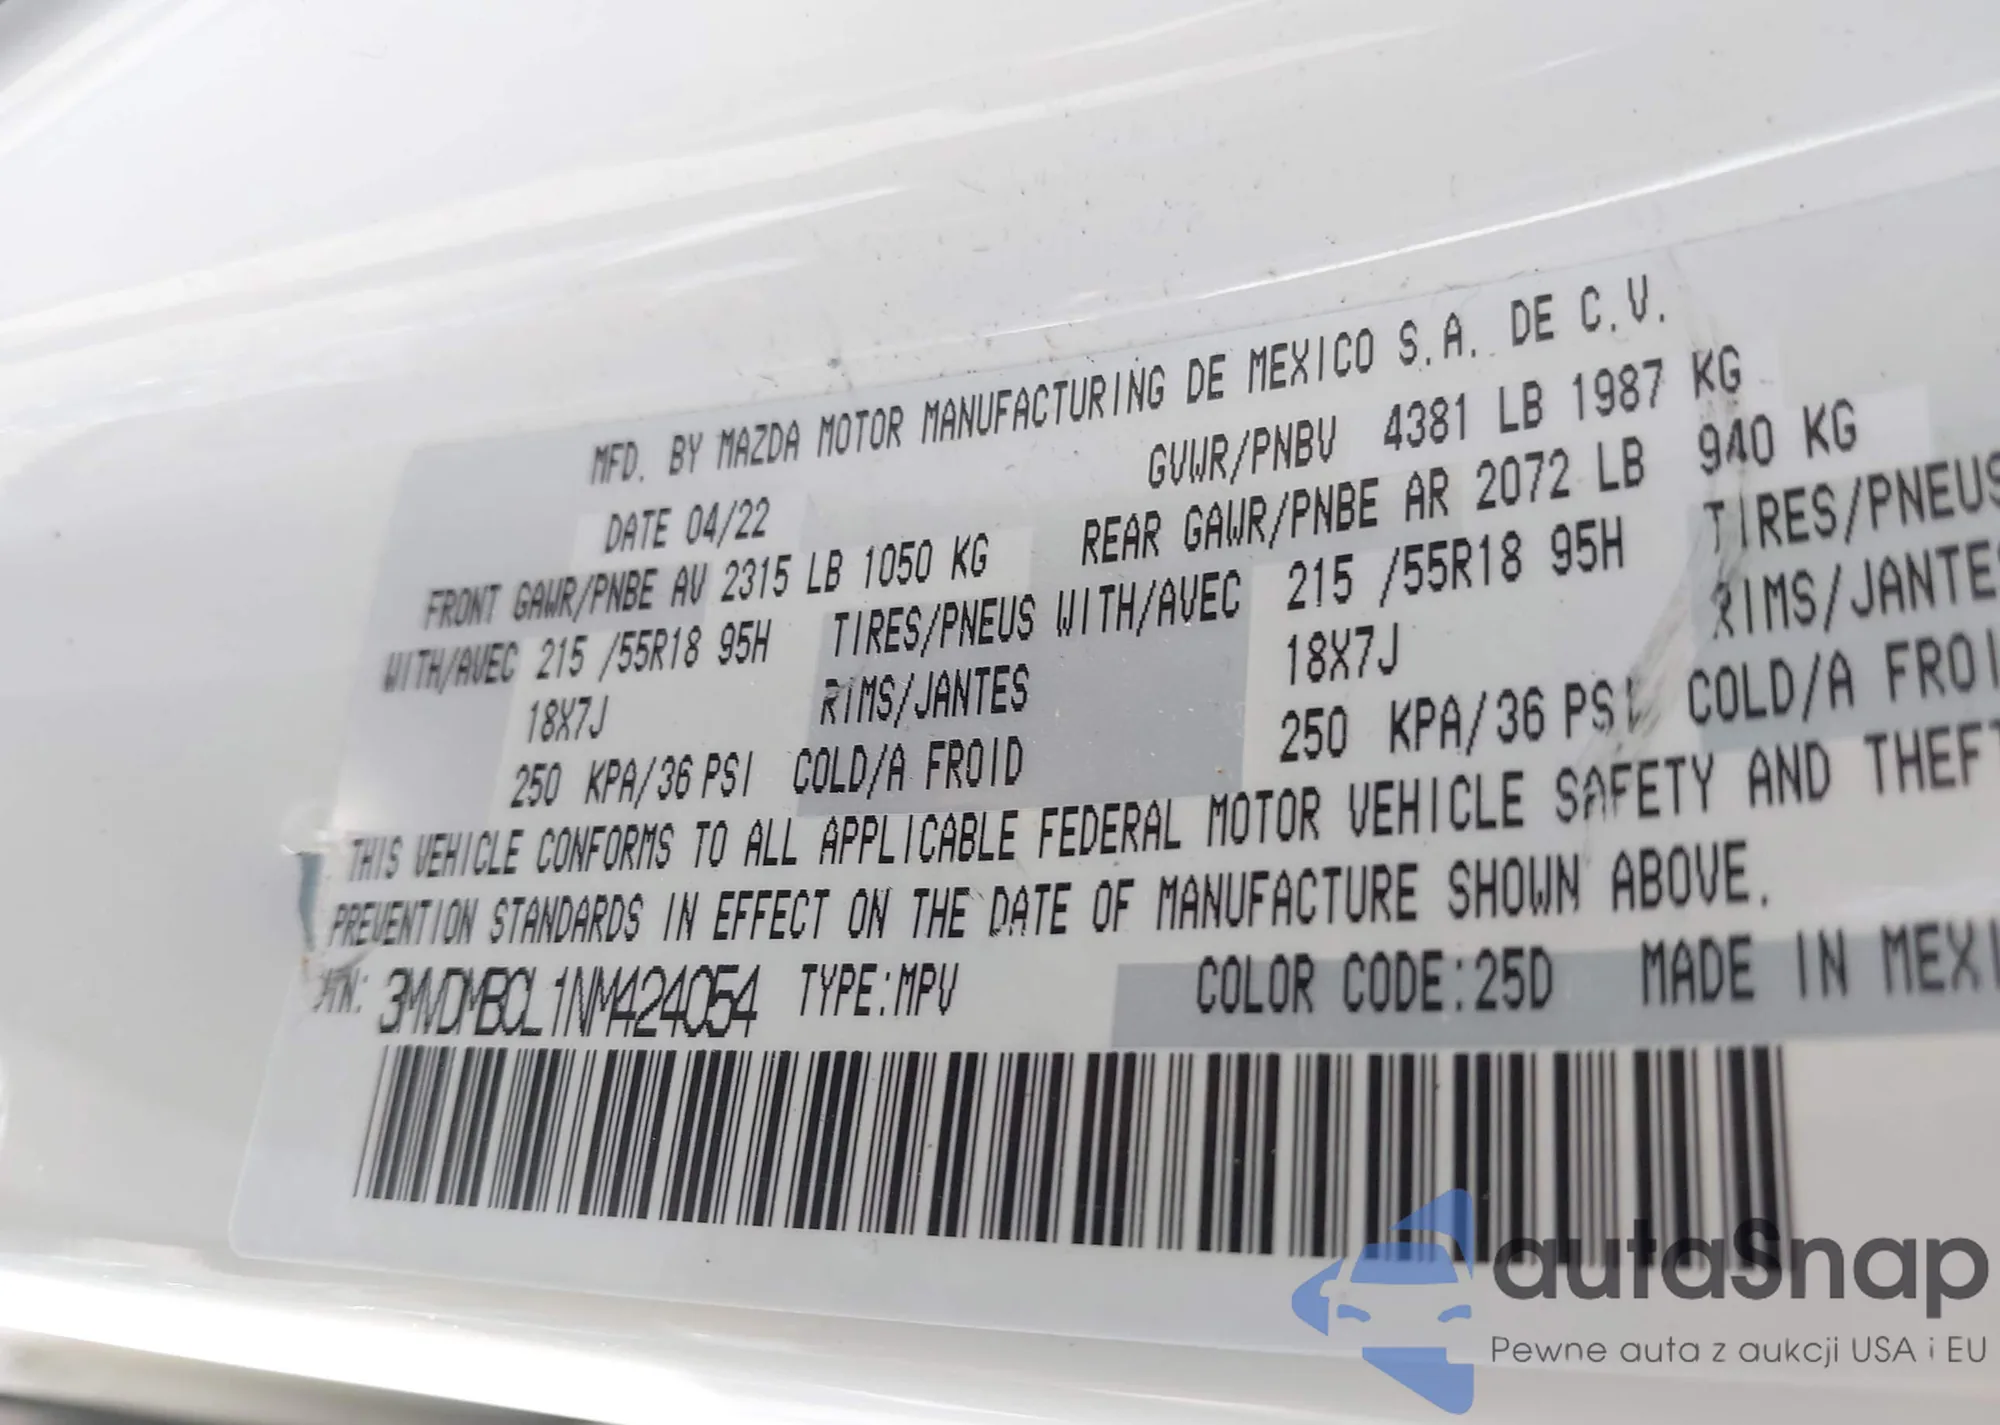 MFD. BY MAZDA MOTOR MANUFACTURING DE MEXICO S.A. DE C.V.
DATE 04/22 GVWR/PNBV 4381 LB 1987 KG
FRONT GAWR/PNBE AV 2315 LB 1050 KG REAR GAWR/PNBE AR 2072 LB 940 KG
WITH/AVEC 215 /55R18 95H TIRES/PNEUS WITH/AVEC 215 /55R18 95H TIRES/PNEUS
18X7J RIMS/JANTES 18X7J RIMS/JANTES
250 KPA/36 PSI COLD/A FROID 250 KPA/36 PSI COLD/A FROI
THIS VEHICLE CONFORMS TO ALL APPLICABLE FEDERAL MOTOR VEHICLE SAFETY AND THEFT
PREVENTION STANDARDS IN EFFECT ON THE DATE OF MANUFACTURE SHOWN ABOVE.
VIN: 3MVDMBCL1NM424054 TYPE:MPV COLOR CODE:25D MADE IN MEXI
autaSnap
Pewne auta z aukcji USA i EU